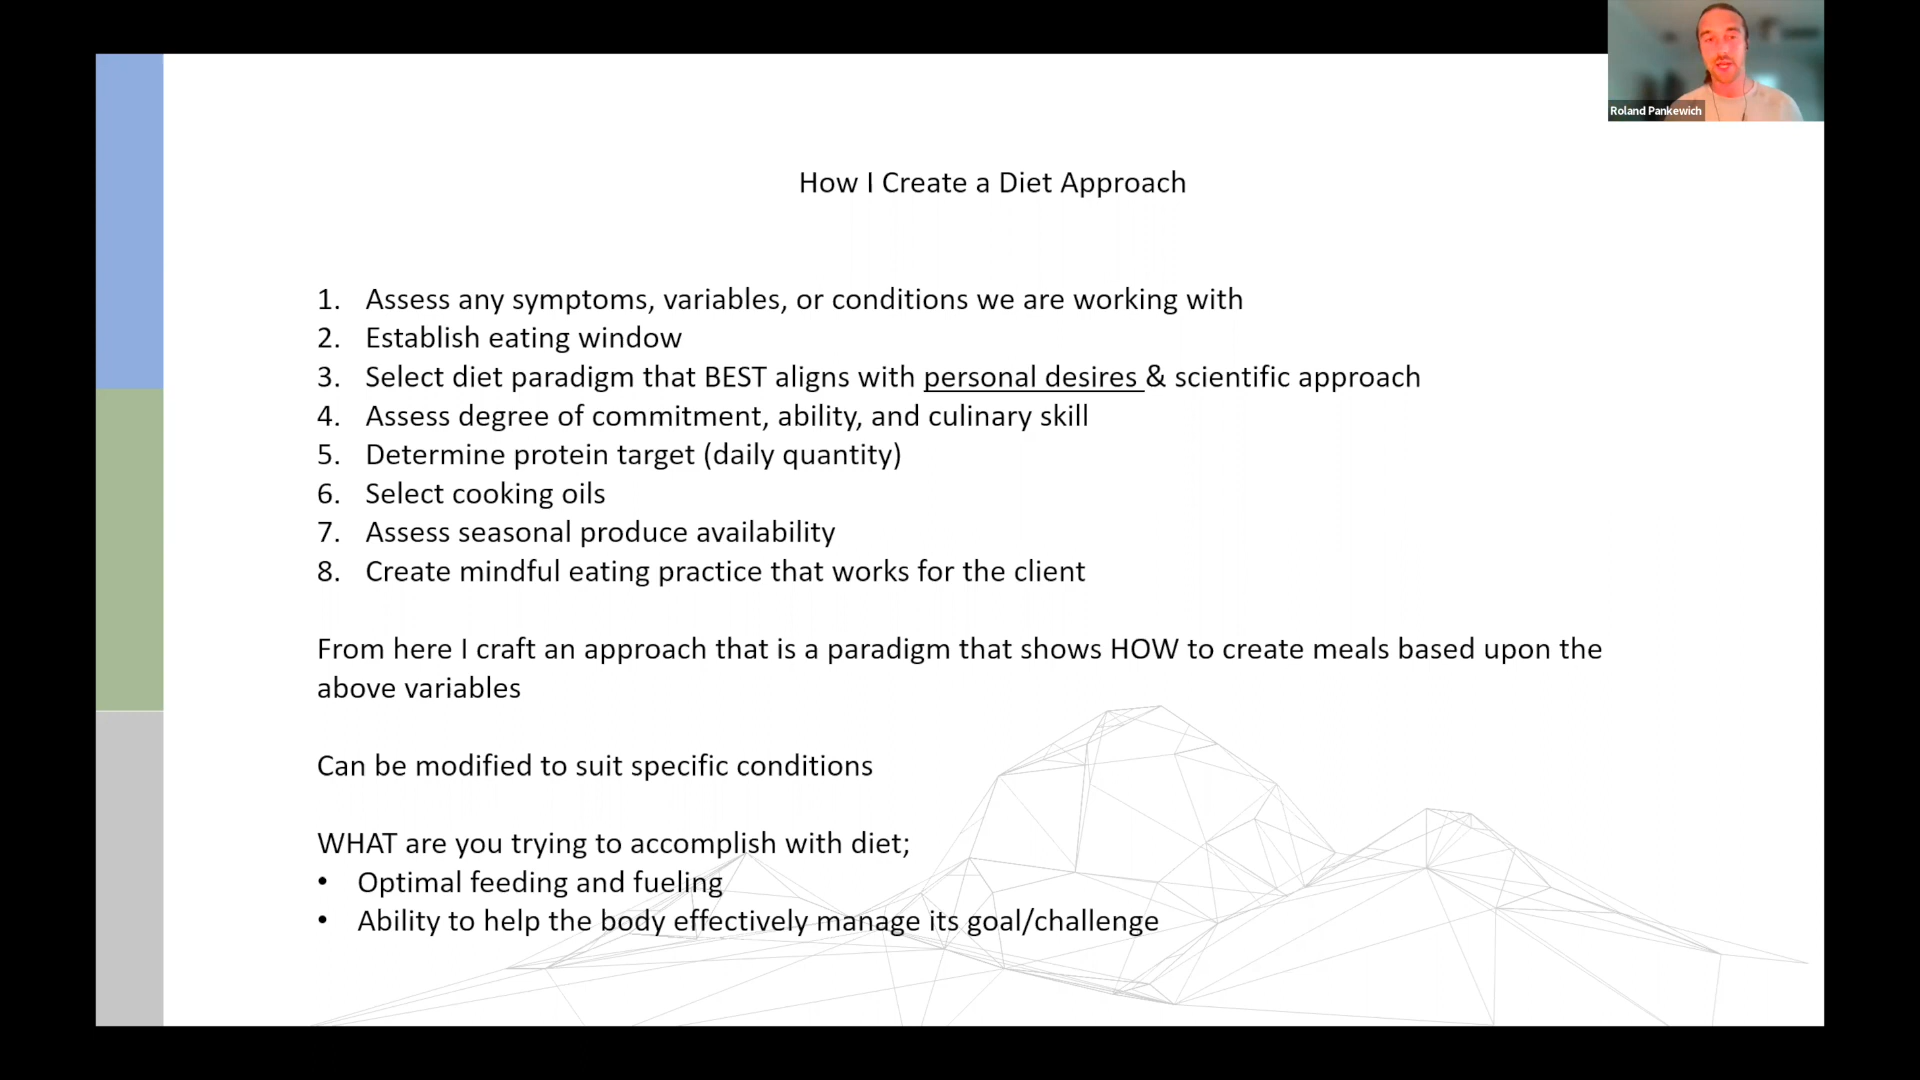 Roland Pankewich
How I Create a Diet Approach
1. Assess any symptoms, variables, or conditions we are working with
2. Establish eating window
3. Select diet paradigm that BEST aligns with personal desires & scientific approach
4. Assess degree of commitment, ability, and culinary skill
5. Determine protein target (daily quantity)
6. Select cooking oils
7. Assess seasonal produce availability
8. Create mindful eating practice that works for the client
From here I craft an approach that is a paradigm that shows HOW to create meals based upon the
above variables
Can be modified to suit specific conditions
WHAT are you trying to accomplish with diet;
• Optimal feeding and fueling
• Ability to help the body effectively manage its goal/challenge